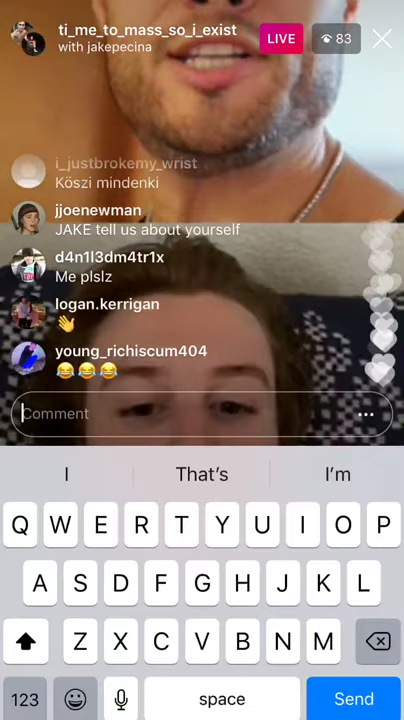 ti_me_to_mass_so_i_exist
with jakepecina
LIVE
83
i_justbrokemy_wrist
Köszi mindenki
jjoenewman
JAKE tell us about yourself
d4n1l3dm4tr1x
Me plsIz
logan.kerrigan
👋
young_richiscum404
😂😂😂
Comment
I That's I'm
Q W E R T Y U I O P
A S D F G H J K L
Z X C V B N M
123 space Send